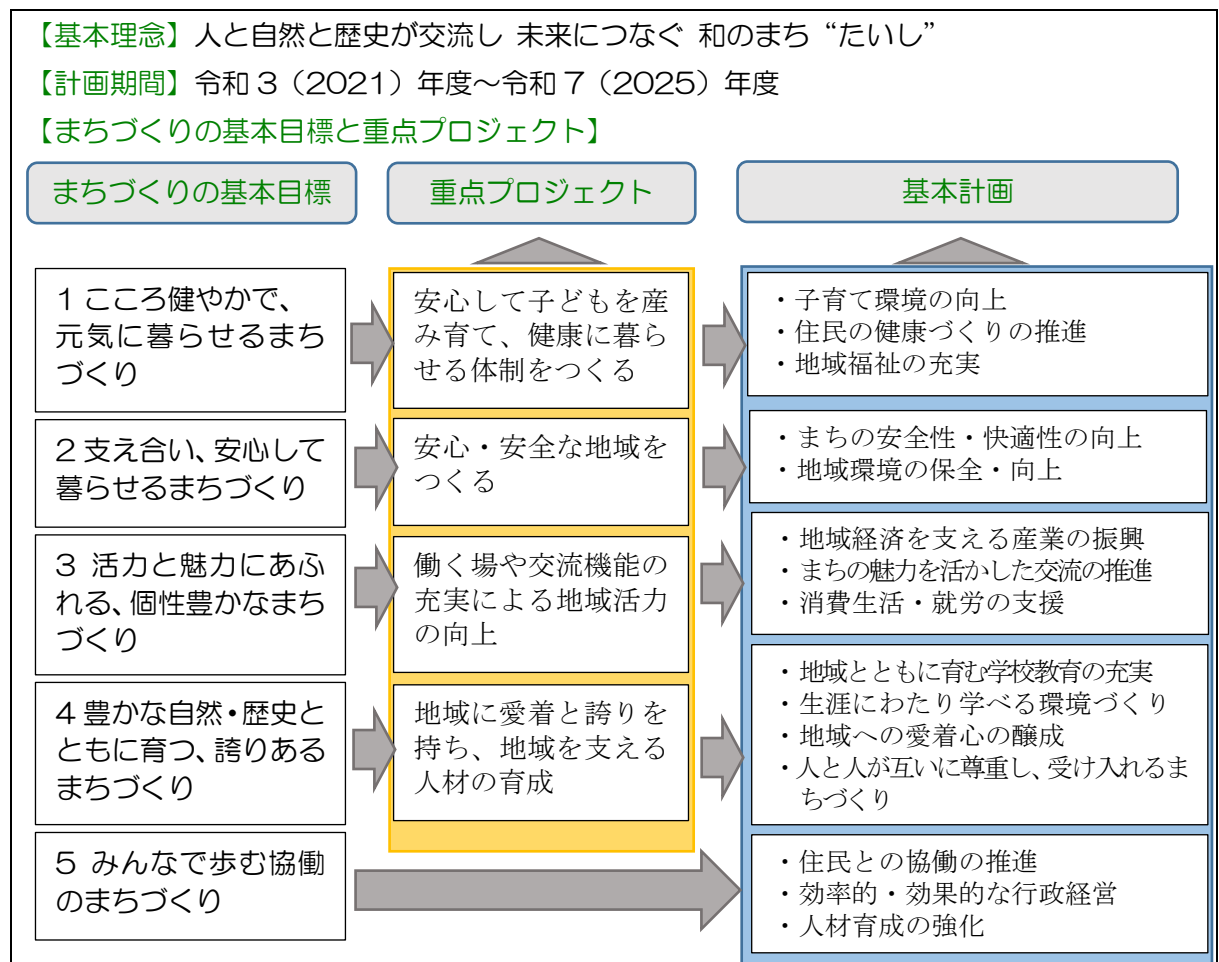 【基本理念】人と自然と歴史が交流し 未来につなぐ 和のまち “たいし”
【計画期間】令和3（2021）年度～令和7（2025）年度
【まちづくりの基本目標と重点プロジェクト】
まちづくりの基本目標
重点プロジェクト
基本計画
1 こころ健やかで、
元気に暮らせるまち
づくり
安心して子どもを産
み育て、健康に暮ら
せる体制をつくる
・子育て環境の向上
・住民の健康づくりの推進
・地域福祉の充実
2 支え合い、安心して
暮らせるまちづくり
安心・安全な地域を
つくる
・まちの安全性・快適性の向上
・地域環境の保全・向上
3 活力と魅力にあふ
れる、個性豊かなまち
づくり
働く場や交流機能の
充実による地域活力
の向上
・地域経済を支える産業の振興
・まちの魅力を活かした交流の推進
・消費生活・就労の支援
4 豊かな自然・歴史と
ともに育つ、誇りある
まちづくり
地域に愛着と誇りを
持ち、地域を支える
人材の育成
・地域とともに育む学校教育の充実
・生涯にわたり学べる環境づくり
・地域への愛着心の醸成
・人と人が互いに尊重し、受け入れるま
ちづくり
5 みんなで歩む協働
のまちづくり
・住民との協働の推進
・効率的・効果的な行政経営
・人材育成の強化